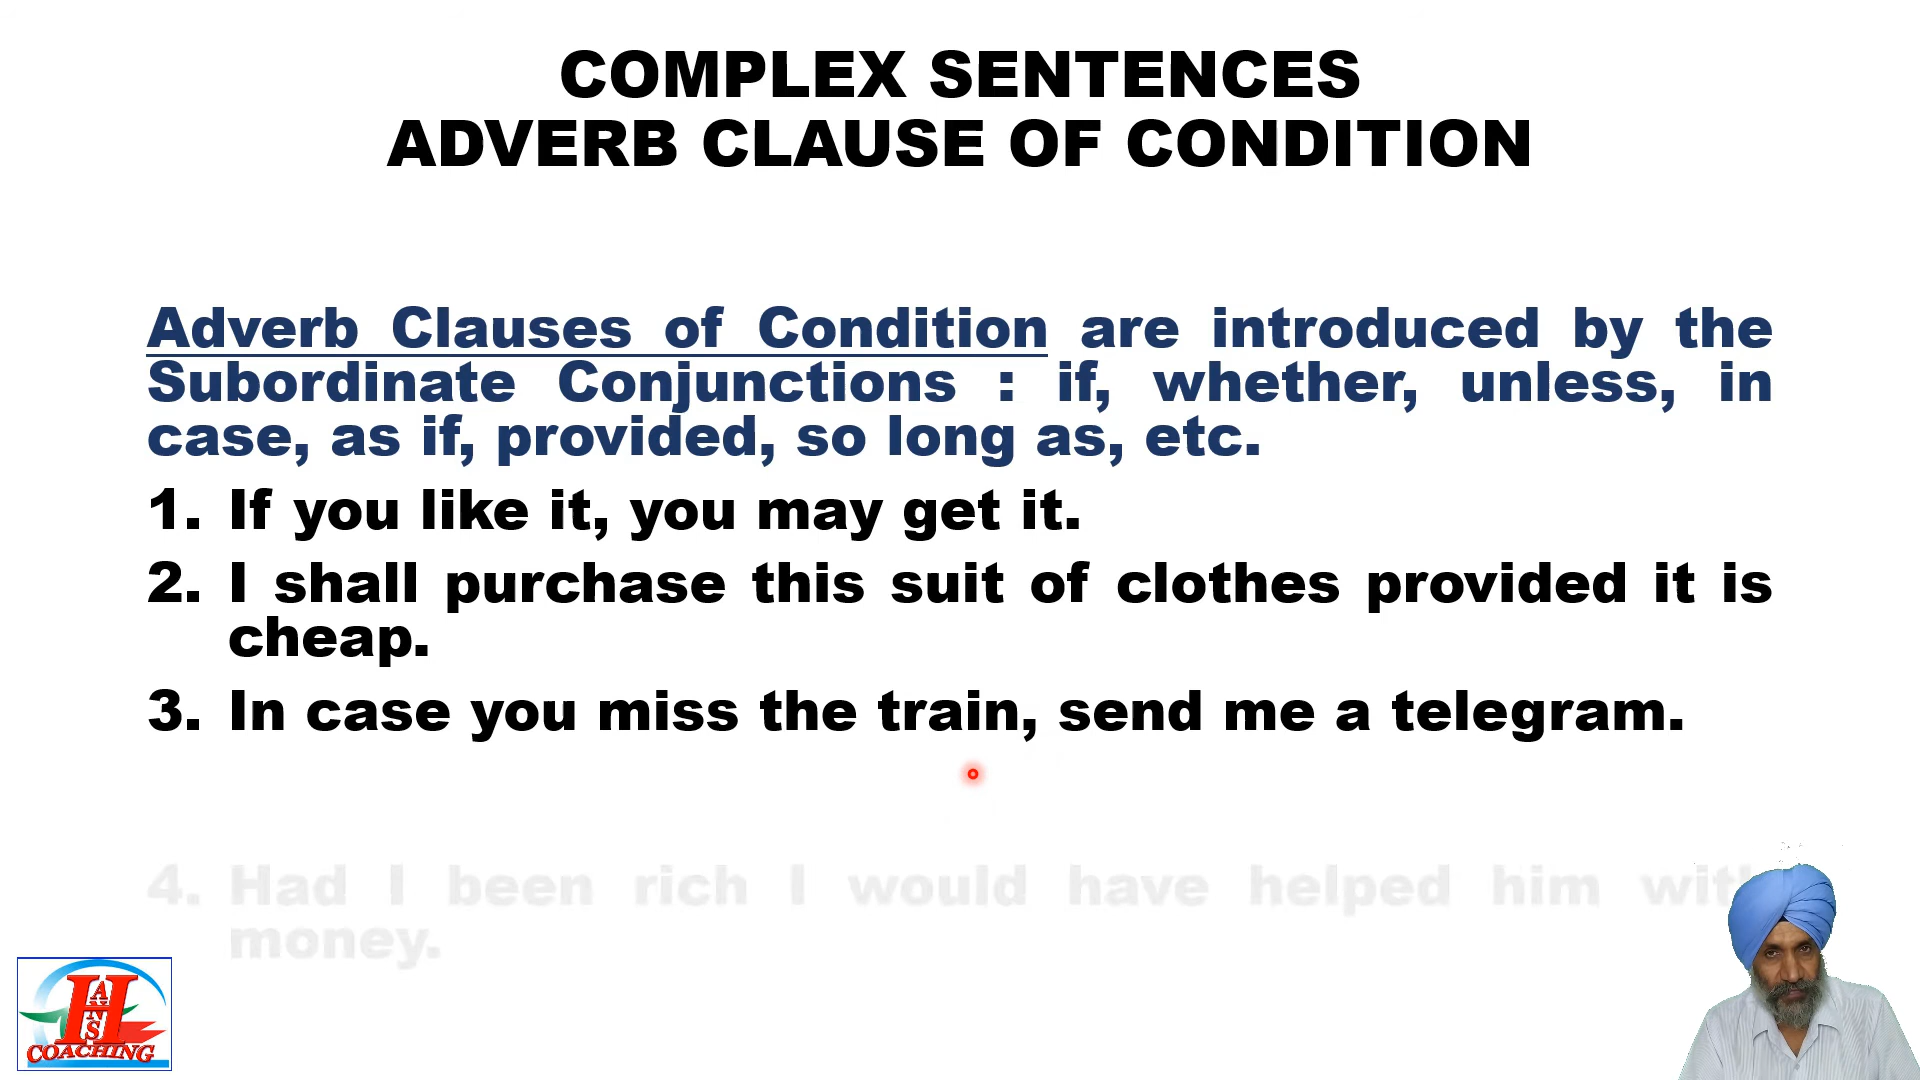 COMPLEX SENTENCES
ADVERB CLAUSE OF CONDITION
Adverb Clauses of Condition are introduced by the
Subordinate Conjunctions : if, whether, unless, in
case, as if, provided, so long as, etc.
1. If you like it, you may get it.
2. I shall purchase this suit of clothes provided it is
cheap.
3. In case you miss the train, send me a telegram.
4. Had I been rich I would have helped him with
money.
HANS
COACHING